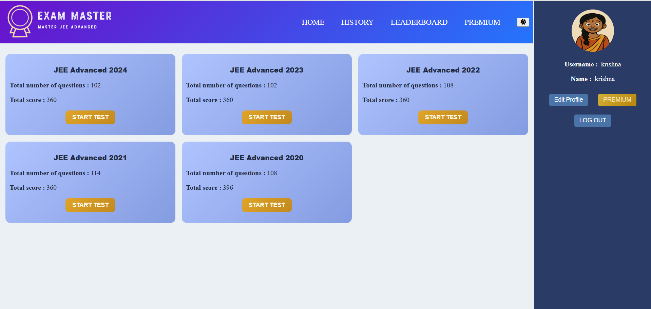 EXAM MASTER
MASTER JEE ADVANCED
HOME HISTORY LEADERBOARD PREMIUM
JEE Advanced 2024
Total number of questions : 102
Total score : 360
START TEST
JEE Advanced 2023
Total number of questions : 102
Total score : 360
START TEST
JEE Advanced 2022
Total number of questions : 108
Total score : 360
START TEST
JEE Advanced 2021
Total number of questions : 114
Total score : 360
START TEST
JEE Advanced 2020
Total number of questions : 108
Total score : 396
START TEST
Username : krishna
Name : krishna
Edit Profile PREMIUM
LOG OUT